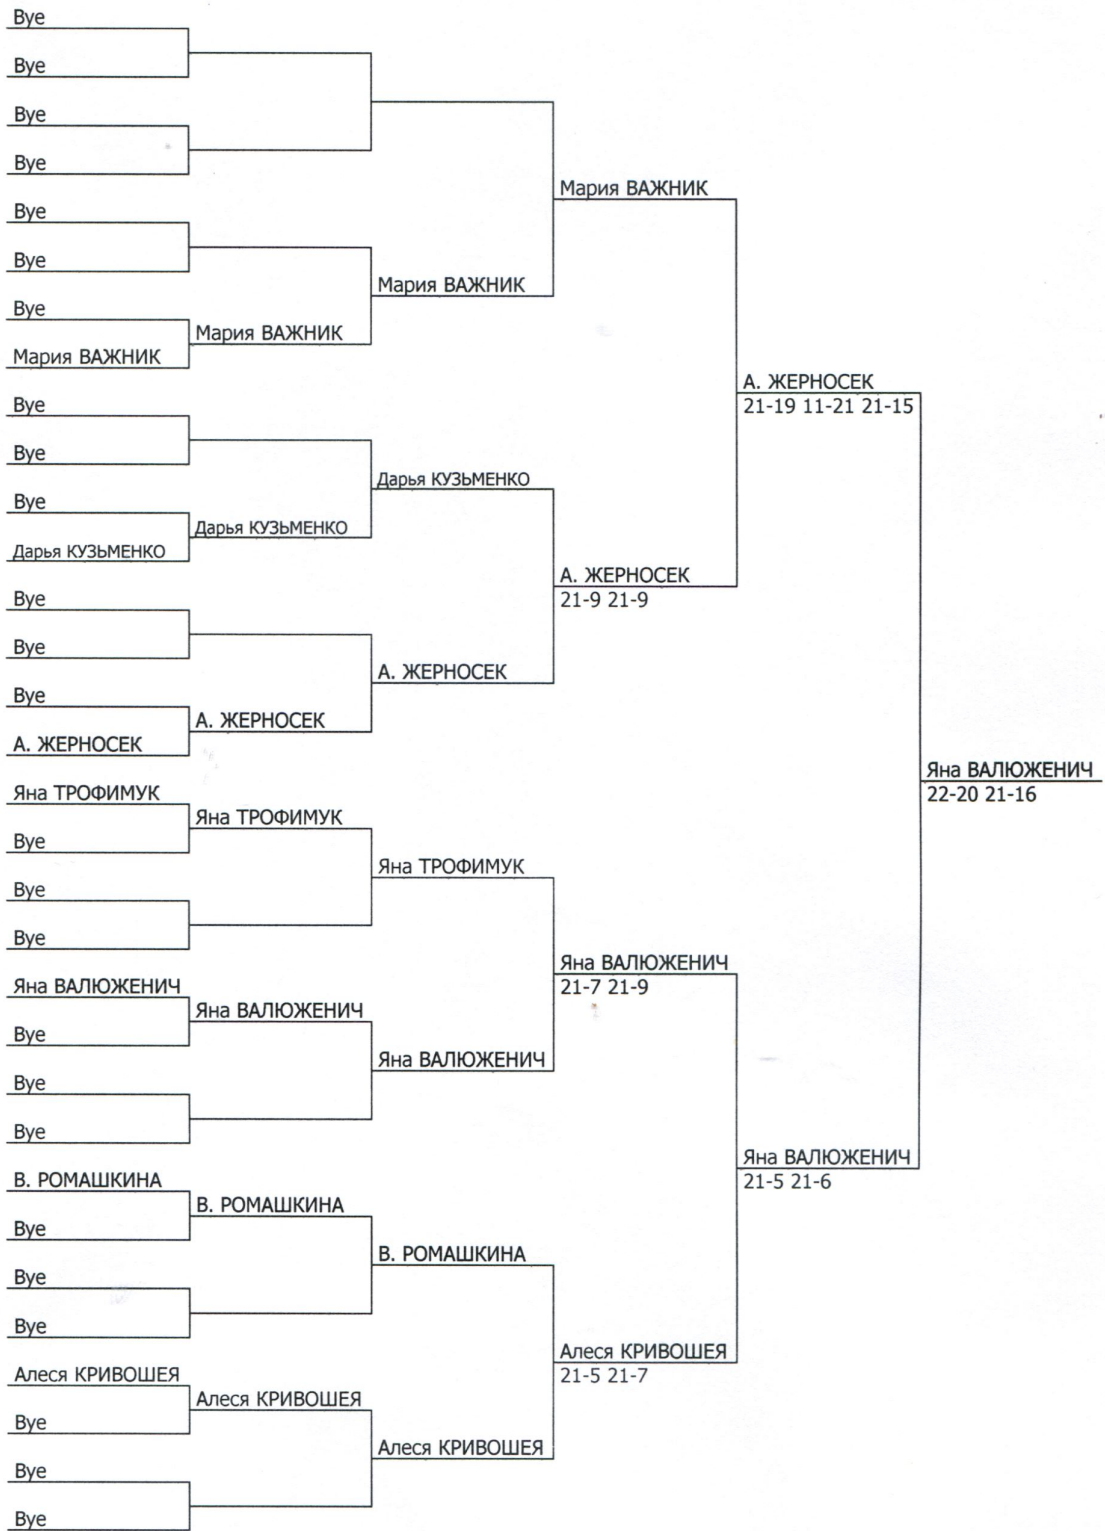 Bye
Bye
Bye
Bye
Мария ВАЖНИК
Bye
Bye
Мария ВАЖНИК
Bye
Мария ВАЖНИК
Мария ВАЖНИК
А. ЖЕРНОСЕК
21-19 11-21 21-15
Bye
Bye
Дарья КУЗЬМЕНКО
Bye
Дарья КУЗЬМЕНКО
Дарья КУЗЬМЕНКО
А. ЖЕРНОСЕК
21-9 21-9
Bye
Bye
А. ЖЕРНОСЕК
Bye
А. ЖЕРНОСЕК
А. ЖЕРНОСЕК
Яна ВАЛЮЖЕНИЧ
22-20 21-16
Яна ТРОФИМУК
Яна ТРОФИМУК
Bye
Яна ТРОФИМУК
Bye
Bye
Яна ВАЛЮЖЕНИЧ
21-7 21-9
Яна ВАЛЮЖЕНИЧ
Яна ВАЛЮЖЕНИЧ
Bye
Яна ВАЛЮЖЕНИЧ
Bye
Bye
Яна ВАЛЮЖЕНИЧ
21-5 21-6
В. РОМАШКИНА
В. РОМАШКИНА
Bye
В. РОМАШКИНА
Bye
Bye
Алеся КРИВОШЕЯ
21-5 21-7
Алеся КРИВОШЕЯ
Алеся КРИВОШЕЯ
Bye
Алеся КРИВОШЕЯ
Bye
Bye